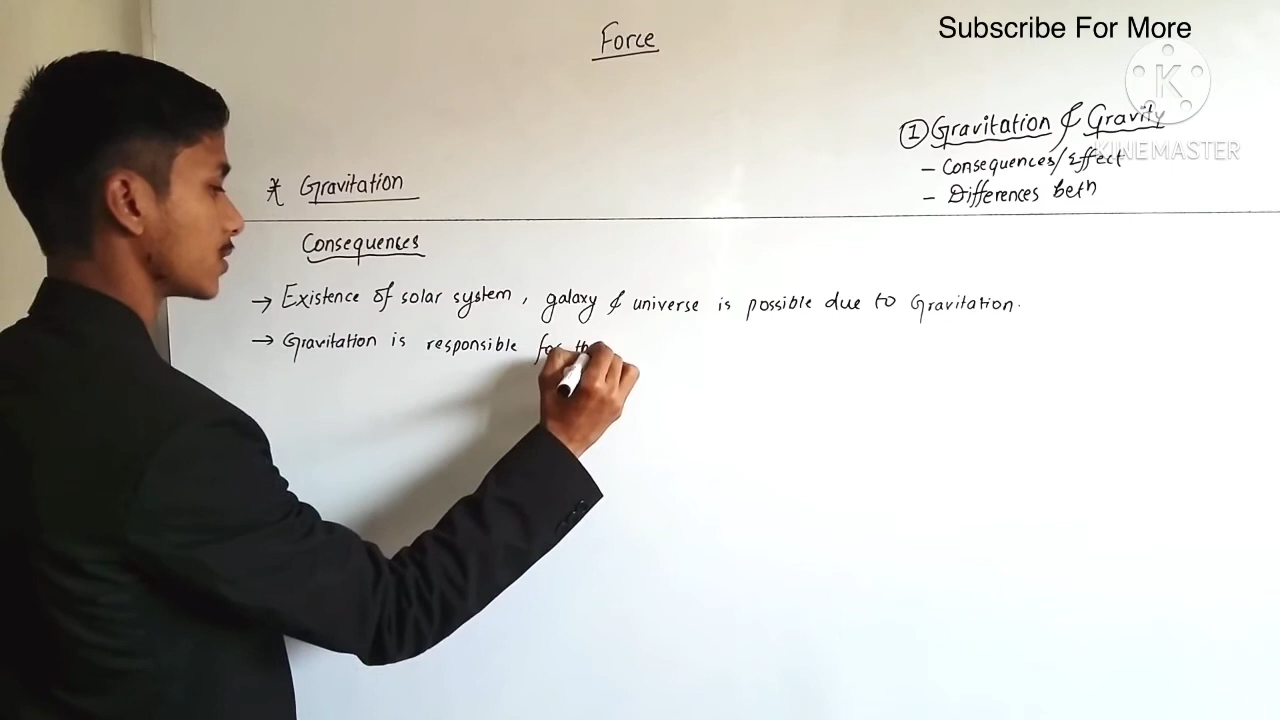 Subscribe For More
Force
K
KINEMASTER
① Gravitation & Gravity
- Consequences/Effect
- Differences betn
* Gravitation
Consequences
→ Existence of solar system, galaxy & universe is possible due to Gravitation.
→ Gravitation is responsible for